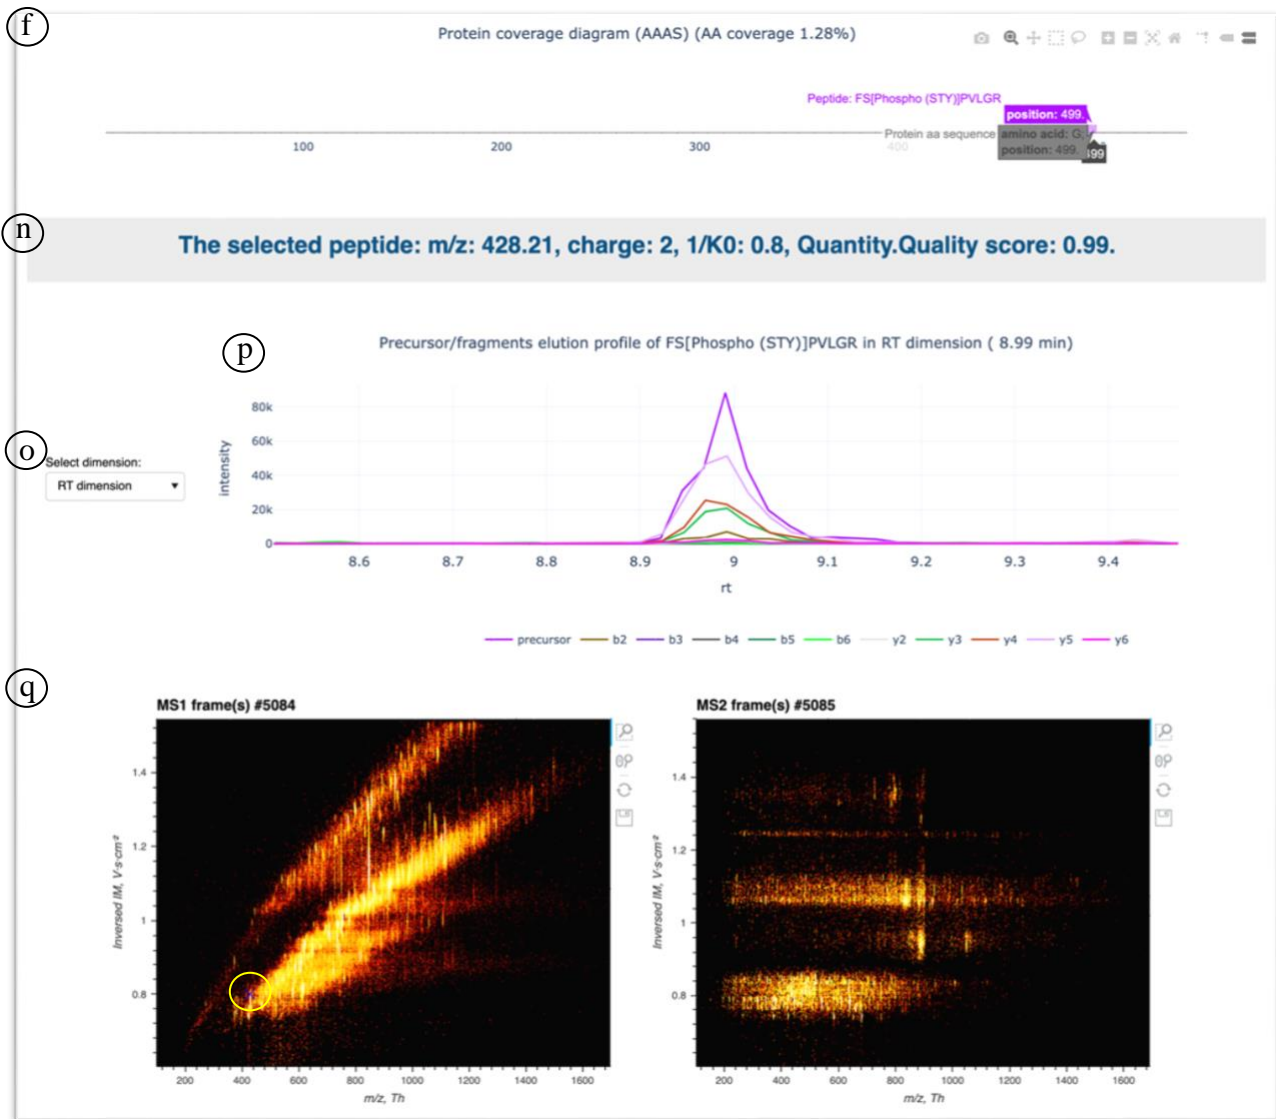 f
Protein coverage diagram (AAAS) (AA coverage 1.28%)
Peptide: FS[Phospho (STY)]PVLGR
position: 499.
Protein aa sequence amino acid: G,
position: 499.
499
100 200 300 400
n
The selected peptide: m/z: 428.21, charge: 2, 1/K0: 0.8, Quantity.Quality score: 0.99.
p
Precursor/fragments elution profile of FS[Phospho (STY)]PVLGR in RT dimension ( 8.99 min)
o
Select dimension:
RT dimension
intensity
80k
60k
40k
20k
0
8.6 8.7 8.8 8.9 9 9.1 9.2 9.3 9.4
rt
precursor b2 b3 b4 b5 b6 y2 y3 y4 y5 y6
q
MS1 frame(s) #5084
Inversed IM, V·s·cm⁻²
1.4
1.2
1
0.8
200 400 600 800 1000 1200 1400 1600
m/z, Th
MS2 frame(s) #5085
Inversed IM, V·s·cm⁻²
1.4
1.2
1
0.8
200 400 600 800 1000 1200 1400 1600
m/z, Th